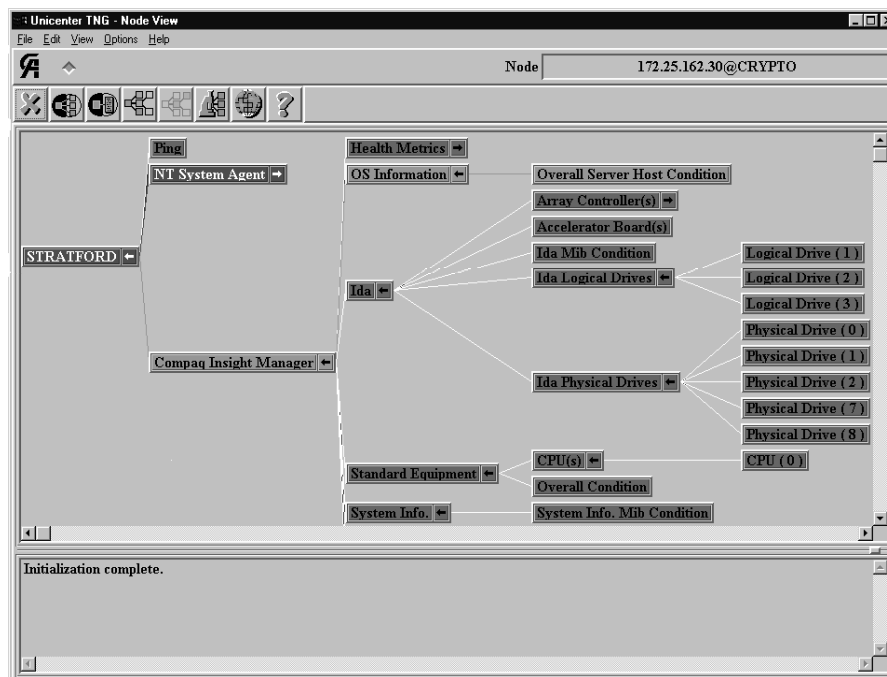 Unicenter TNG - Node View
File Edit View Options Help
Node 172.25.162.30@CRYPTO
Ping
Health Metrics
NT System Agent
OS Information
Overall Server Host Condition
Array Controller(s)
Accelerator Board(s)
STRATFORD
Ida Mib Condition
Logical Drive ( 1 )
Ida Logical Drives
Logical Drive ( 2 )
Ida
Logical Drive ( 3 )
Physical Drive ( 0 )
Physical Drive ( 1 )
Compaq Insight Manager
Ida Physical Drives
Physical Drive ( 2 )
Physical Drive ( 7 )
Physical Drive ( 8 )
CPU(s)
CPU ( 0 )
Standard Equipment
Overall Condition
System Info.
System Info. Mib Condition
Initialization complete.